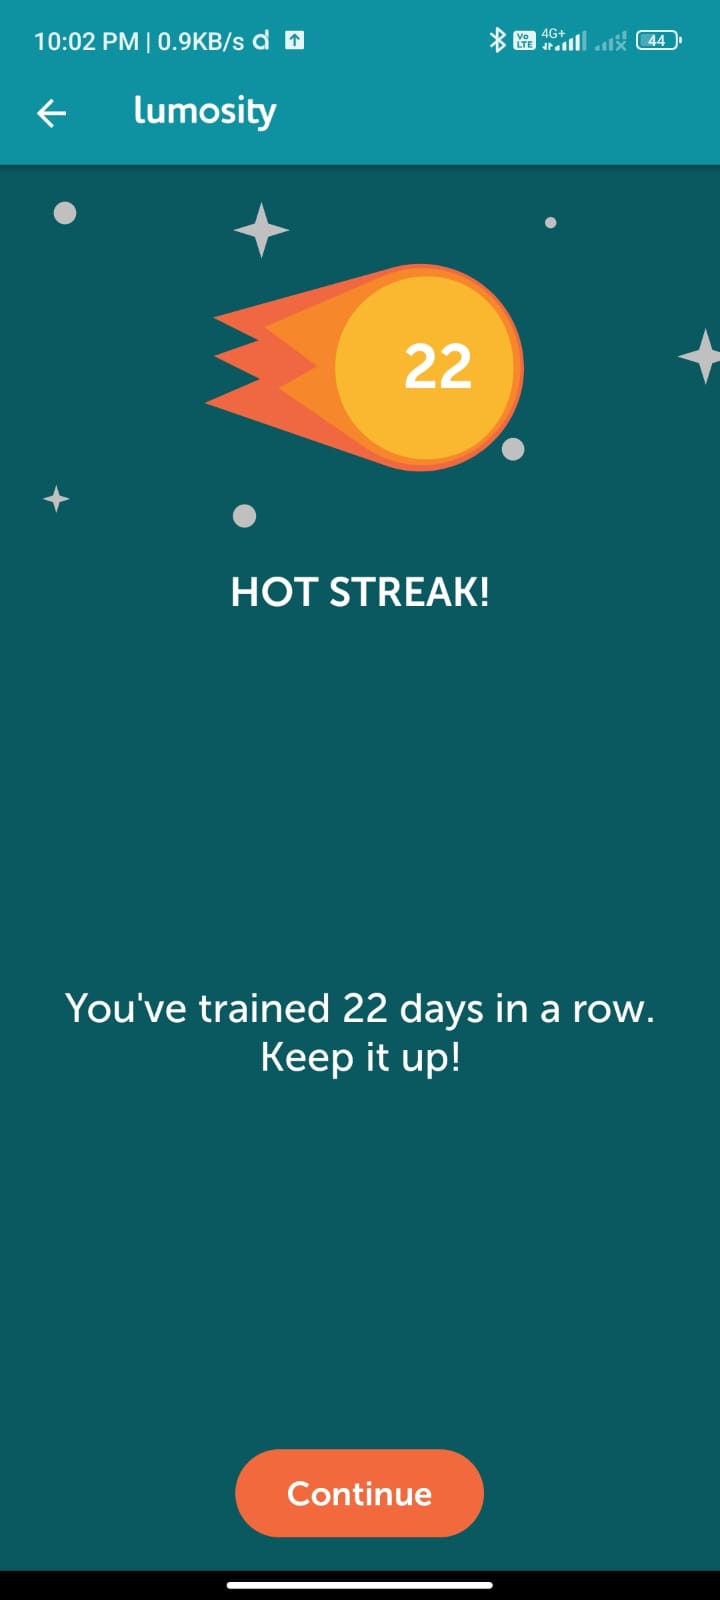 10:02 PM | 0.9KB/s d
Vo LTE 4G+ 44
lumosity
22
HOT STREAK!
You've trained 22 days in a row.
Keep it up!
Continue